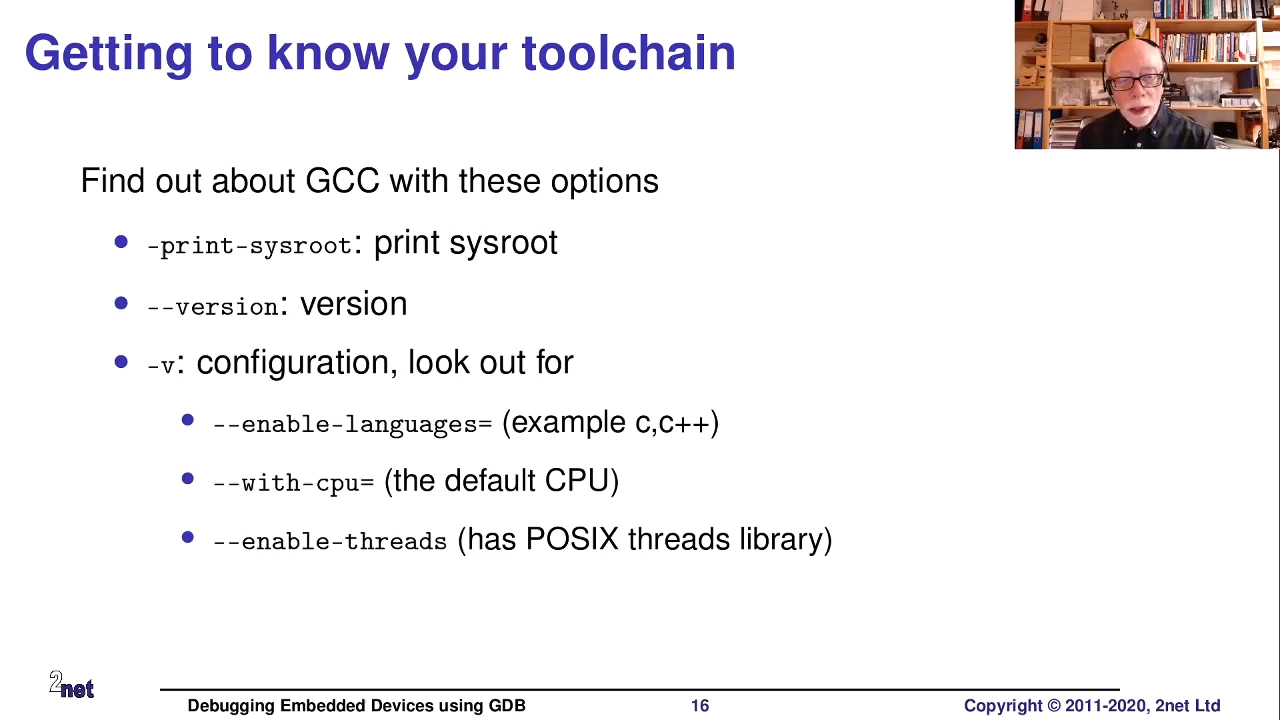 Getting to know your toolchain
Find out about GCC with these options
-print-sysroot: print sysroot
--version: version
-v: configuration, look out for
--enable-languages= (example c,c++)
--with-cpu= (the default CPU)
--enable-threads (has POSIX threads library)
2net
Debugging Embedded Devices using GDB 16 Copyright © 2011-2020, 2net Ltd